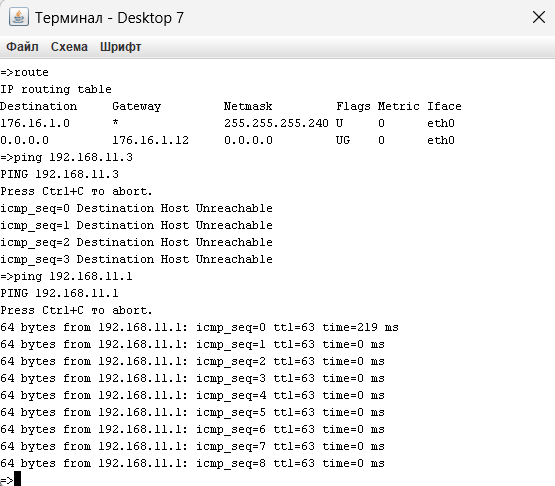 Терминал - Desktop 7
Файл Схема Шрифт
=>route
IP routing table
Destination Gateway Netmask Flags Metric Iface
176.16.1.0 * 255.255.255.240 U 0 eth0
0.0.0.0 176.16.1.12 0.0.0.0 UG 0 eth0
=>ping 192.168.11.3
PING 192.168.11.3
Press Ctrl+C to abort.
icmp_seq=0 Destination Host Unreachable
icmp_seq=1 Destination Host Unreachable
icmp_seq=2 Destination Host Unreachable
icmp_seq=3 Destination Host Unreachable
=>ping 192.168.11.1
PING 192.168.11.1
Press Ctrl+C to abort.
64 bytes from 192.168.11.1: icmp_seq=0 ttl=63 time=219 ms
64 bytes from 192.168.11.1: icmp_seq=1 ttl=63 time=0 ms
64 bytes from 192.168.11.1: icmp_seq=2 ttl=63 time=0 ms
64 bytes from 192.168.11.1: icmp_seq=3 ttl=63 time=0 ms
64 bytes from 192.168.11.1: icmp_seq=4 ttl=63 time=0 ms
64 bytes from 192.168.11.1: icmp_seq=5 ttl=63 time=0 ms
64 bytes from 192.168.11.1: icmp_seq=6 ttl=63 time=0 ms
64 bytes from 192.168.11.1: icmp_seq=7 ttl=63 time=0 ms
64 bytes from 192.168.11.1: icmp_seq=8 ttl=63 time=0 ms
=>